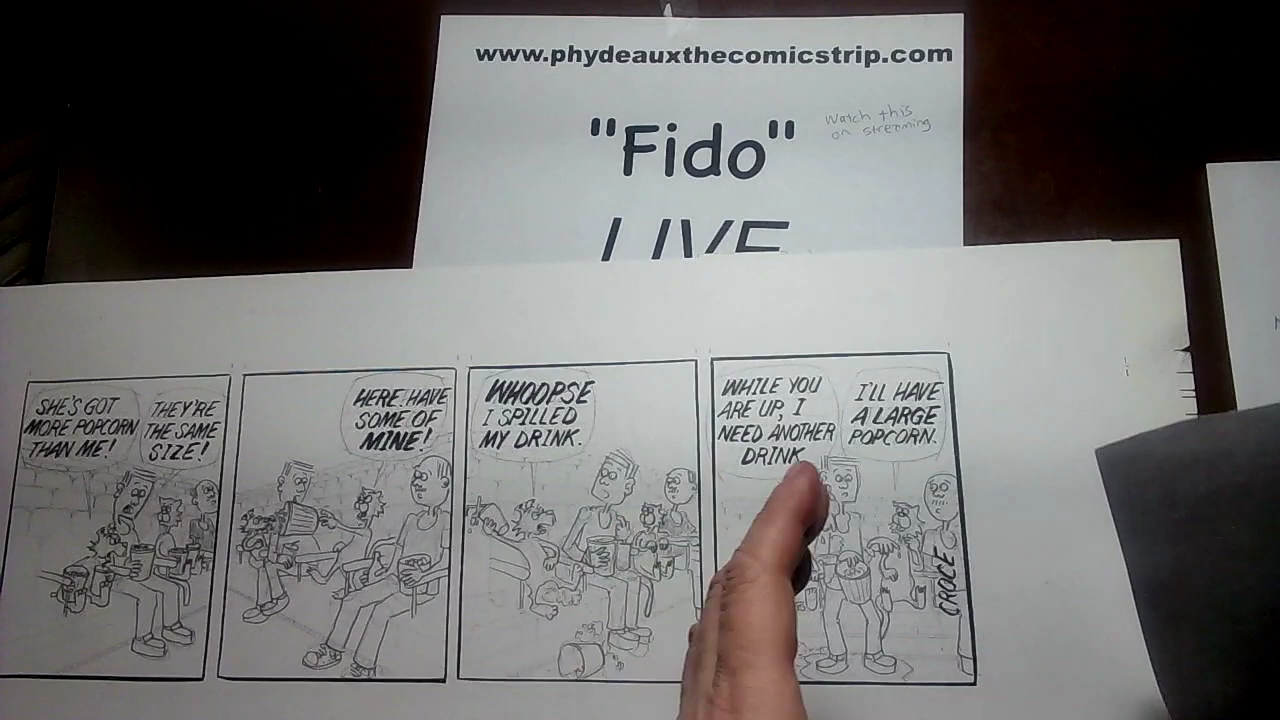 www.phydeauxthecomicstrip.com
"Fido"
Watch this
on streaming
LIVE
SHE'S GOT
MORE POPCORN
THAN ME!
THEY'RE
THE SAME
SIZE!
HERE HAVE
SOME OF
MINE!
WHOOPSE
I SPILLED
MY DRINK.
WHILE YOU
ARE UP, I
NEED ANOTHER
DRINK
I'LL HAVE
A LARGE
POPCORN.
CROCE